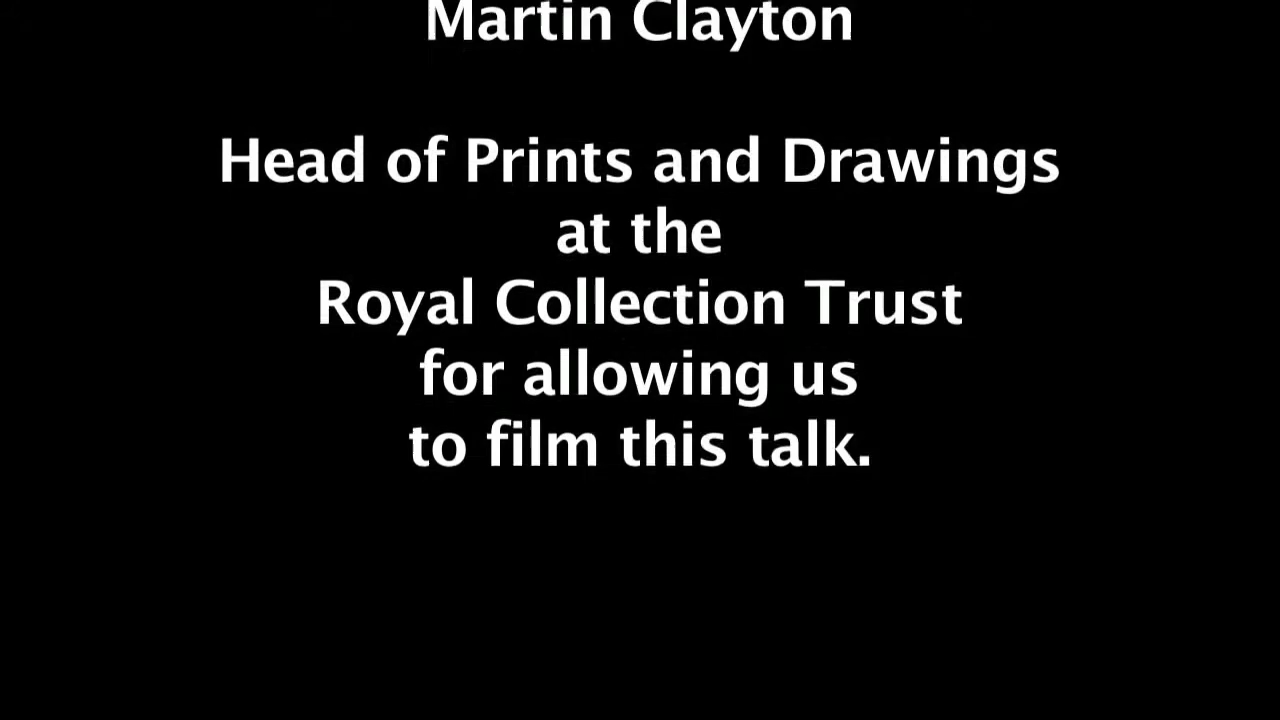 Martin Clayton
Head of Prints and Drawings
at the
Royal Collection Trust
for allowing us
to film this talk.